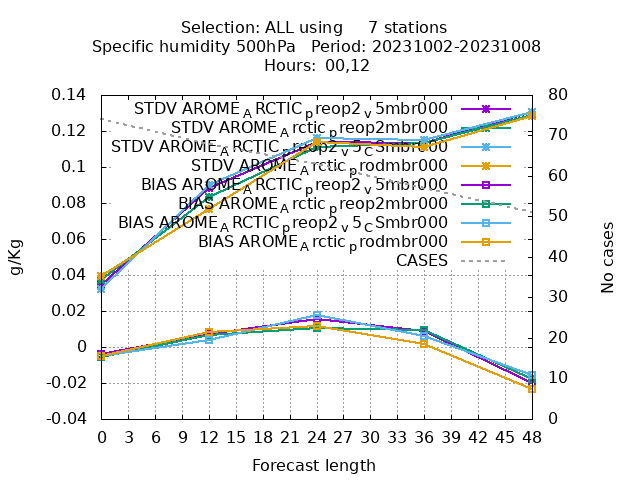 Selection: ALL using 7 stations
Specific humidity 500hPa Period: 20231002-20231008
Hours: 00,12
STDV AROME_ARCTIC_preop2_v5mbr000
STDV AROME_Arctic_preop2mbr000
STDV AROME_ARCTIC_preop2_v5_CSmbr000
STDV AROME_Arctic_prodmbr000
BIAS AROME_ARCTIC_preop2_v5mbr000
BIAS AROME_Arctic_preop2mbr000
BIAS AROME_ARCTIC_preop2_v5_CSmbr000
BIAS AROME_Arctic_prodmbr000
CASES
0.14
0.12
0.1
0.08
0.06
0.04
0.02
0
-0.02
-0.04
g/Kg
80
70
60
50
40
30
20
10
0
No cases
0 3 6 9 12 15 18 21 24 27 30 33 36 39 42 45 48
Forecast length